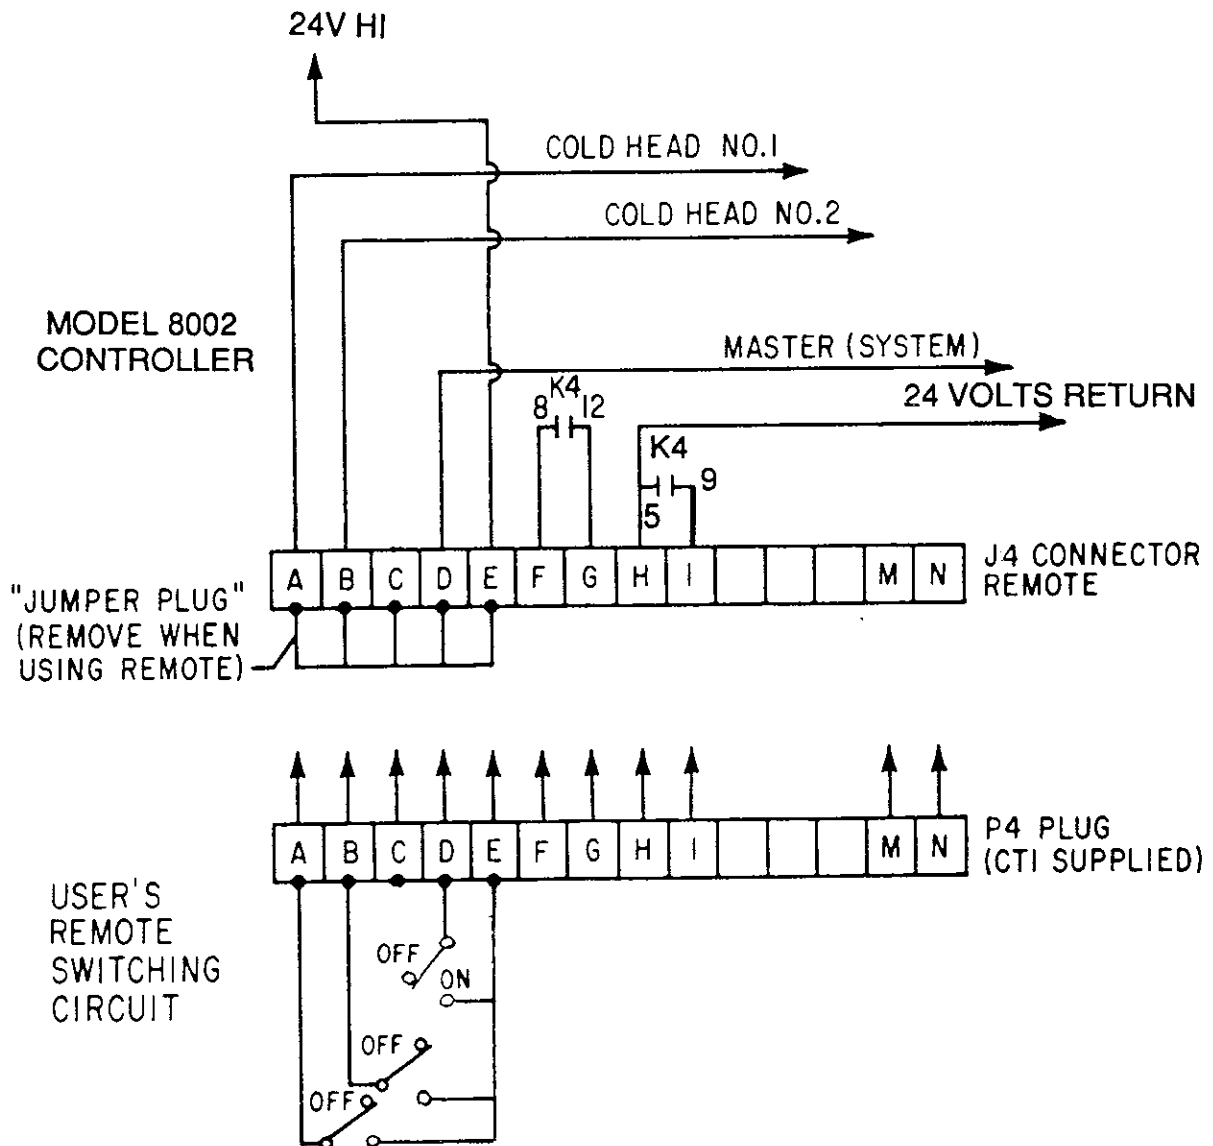 24V HI
COLD HEAD NO.1
COLD HEAD NO.2
MODEL 8002
CONTROLLER
MASTER (SYSTEM)
24 VOLTS RETURN
K4
8 12
K4
9
5
A B C D E F G H I M N
J4 CONNECTOR
REMOTE
"JUMPER PLUG"
(REMOVE WHEN
USING REMOTE)
A B C D E F G H I M N
P4 PLUG
(CTI SUPPLIED)
USER'S
REMOTE
SWITCHING
CIRCUIT
OFF
ON
OFF
OFF